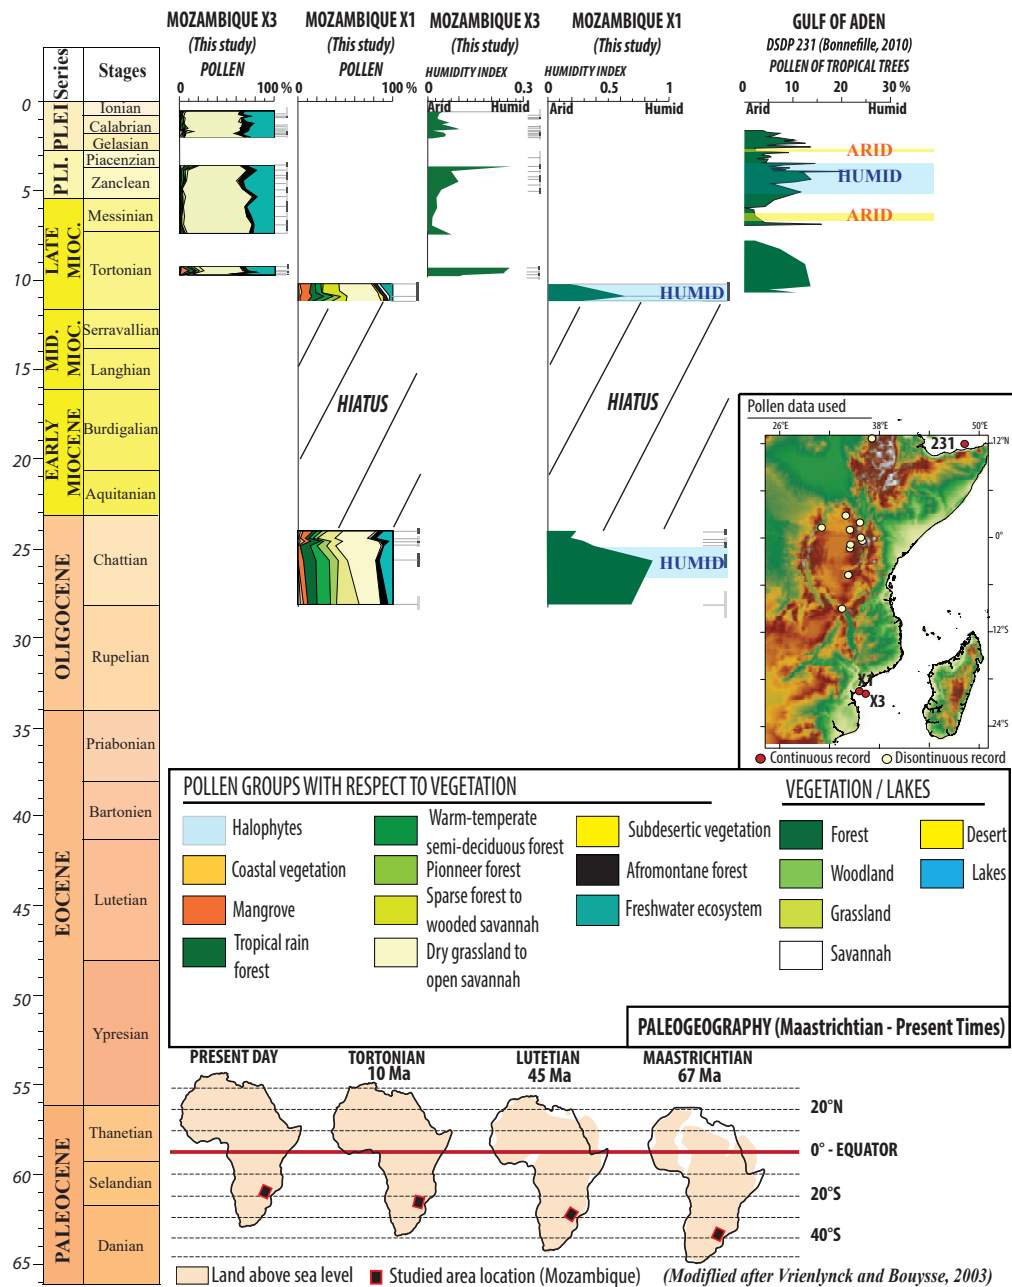 MOZAMBIQUE X3
(This study)
POLLEN
0 100 %
MOZAMBIQUE X1
(This study)
POLLEN
0 100 %
MOZAMBIQUE X3
(This study)
HUMIDITY INDEX
0 0.3
Arid Humid
MOZAMBIQUE X1
(This study)
HUMIDITY INDEX
0 0.5 1
Arid Humid
GULF OF ADEN
DSDP 231 (Bonnefille, 2010)
POLLEN OF TROPICAL TREES
0 10 20 30 %
Arid Humid
Series
Stages
0
5
10
15
20
25
30
35
40
45
50
55
60
65
PLEI
PLI.
LATE
MIOC.
MID.
MIOC.
EARLY
MIOCENE
OLIGOCENE
EOCENE
PALEOCENE
Ionian
Calabrian
Gelasian
Piacenzian
Zanclean
Messinian
Tortonian
Serravallian
Langhian
Burdigalian
Aquitanian
Chattian
Rupelian
Priabonian
Bartonien
Lutetian
Ypresian
Thanetian
Selandian
Danian
ARID
HUMID
ARID
HUMID
HIATUS
HIATUS
HUMID
Pollen data used
26°E 38°E 50°E
231
12°N
0°
12°S
24°S
X1
X3
Continuous record
Discontinuous record
POLLEN GROUPS WITH RESPECT TO VEGETATION
Halophytes
Coastal vegetation
Mangrove
Tropical rain
forest
Warm-temperate
semi-deciduous forest
Pionneer forest
Sparse forest to
wooded savannah
Dry grassland to
open savannah
Subdesertic vegetation
Afromontane forest
Freshwater ecosystem
VEGETATION / LAKES
Forest
Woodland
Grassland
Savannah
Desert
Lakes
PALEOGEOGRAPHY (Maastrichtian - Present Times)
PRESENT DAY
TORTONIAN
10 Ma
LUTETIAN
45 Ma
MAASTRICHTIAN
67 Ma
20°N
0° - EQUATOR
20°S
40°S
Land above sea level
Studied area location (Mozambique)
(Modiflied after Vrienlynck and Bouysse, 2003)